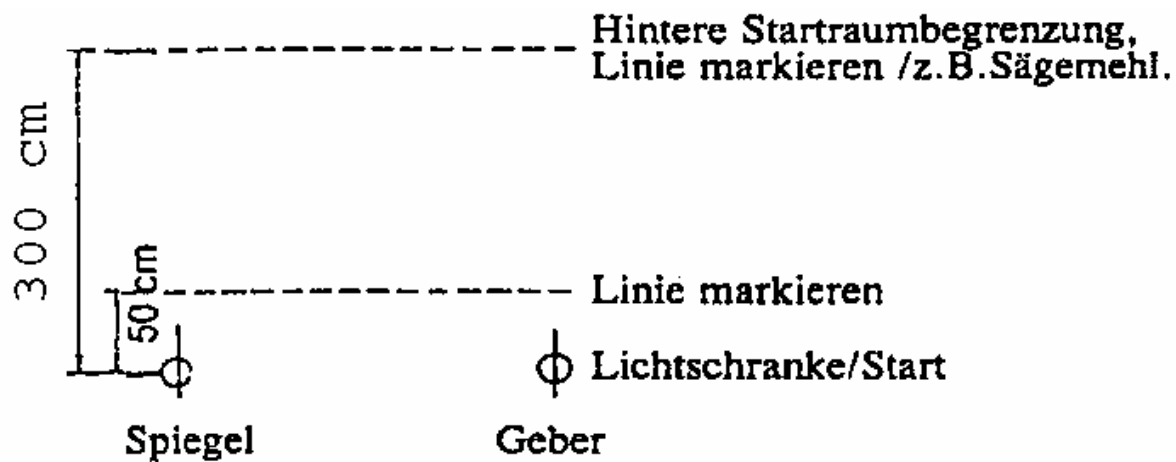 Hintere Startraumbegrenzung,
Linie markieren /z.B.Sägemehl.
300 cm
50 cm
Linie markieren
Lichtschranke/Start
Spiegel
Geber